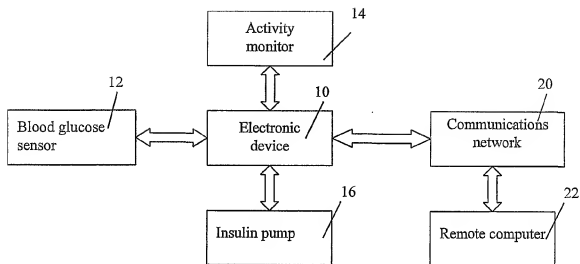 Activity
monitor
14
12
Blood glucose
sensor
10
Electronic
device
20
Communications
network
16
Insulin pump
22
Remote computer